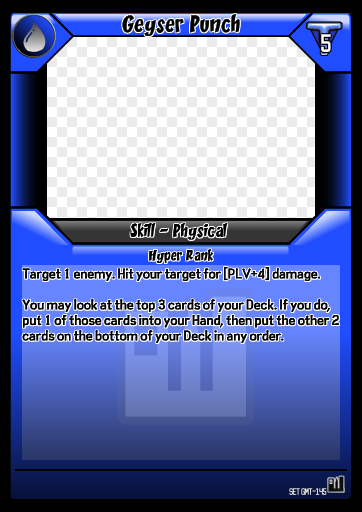 Geyser Punch
5
Skill - Physical
Hyper Rank
Target 1 enemy. Hit your target for [PLV+4] damage.
You may look at the top 3 cards of your Deck. If you do,
put 1 of those cards into your Hand, then put the other 2
cards on the bottom of your Deck in any order.
SET GMT-145